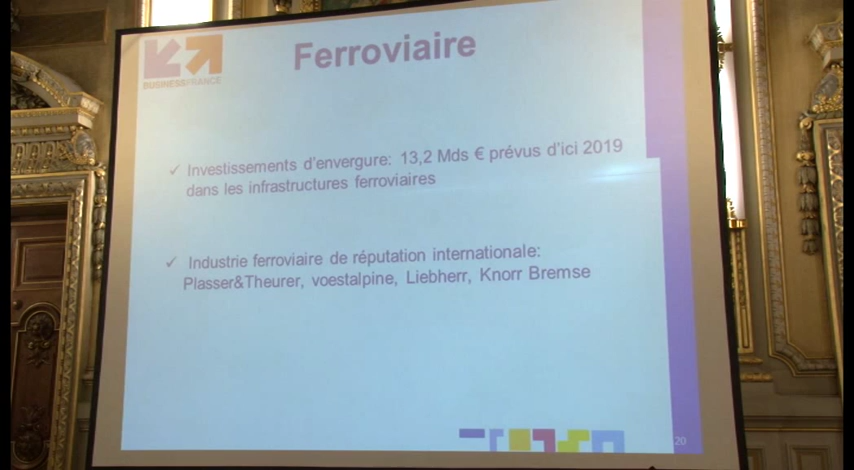 Ferroviaire
BUSINESSFRANCE
✓ Investissements d'envergure: 13,2 Mds € prévus d'ici 2019
dans les infrastructures ferroviaires
✓ Industrie ferroviaire de réputation internationale:
Plasser&Theurer, voestalpine, Liebherr, Knorr Bremse
20